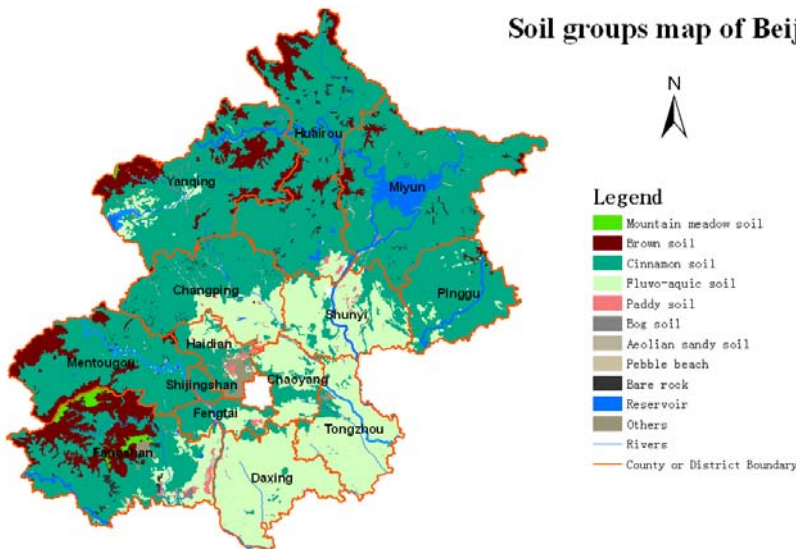 Soil groups map of Beij
N
Huairou
Yanqing
Miyun
Changping
Pinggu
Shunyi
Haidian
Mentougou
Shijingshan
Chaoyang
Fengtai
Tongzhou
Fangshan
Daxing
Legend
Mountain meadow soil
Brown soil
Cinnamon soil
Fluvo-aquic soil
Paddy soil
Bog soil
Aeolian sandy soil
Pebble beach
Bare rock
Reservoir
Others
Rivers
County or District Boundary